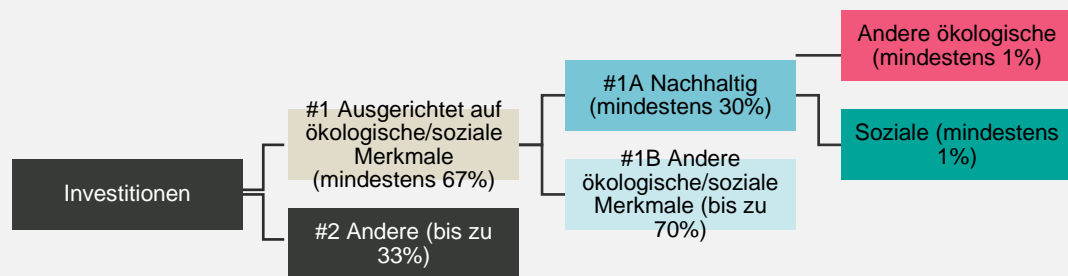 Investitionen
#1 Ausgerichtet auf
ökologische/soziale
Merkmale
(mindestens 67%)
#2 Andere (bis zu
33%)
#1A Nachhaltig
(mindestens 30%)
#1B Andere
ökologische/soziale
Merkmale (bis zu
70%)
Andere ökologische
(mindestens 1%)
Soziale (mindestens
1%)